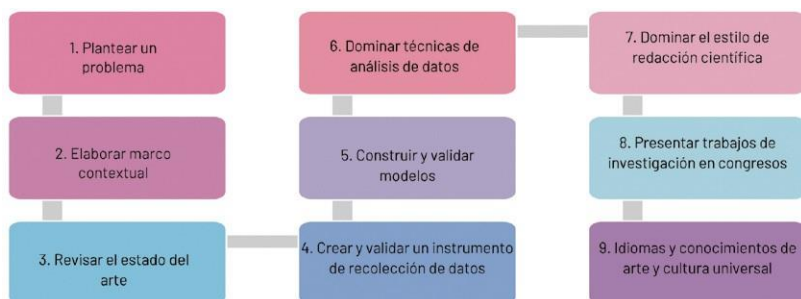 1. Plantear un
problema
2. Elaborar marco
contextual
3. Revisar el estado del
arte
4. Crear y validar un instrumento
de recolección de datos
5. Construir y validar
modelos
6. Dominar técnicas de
análisis de datos
7. Dominar el estilo de
redacción científica
8. Presentar trabajos de
investigación en congresos
9. Idiomas y conocimientos de
arte y cultura universal